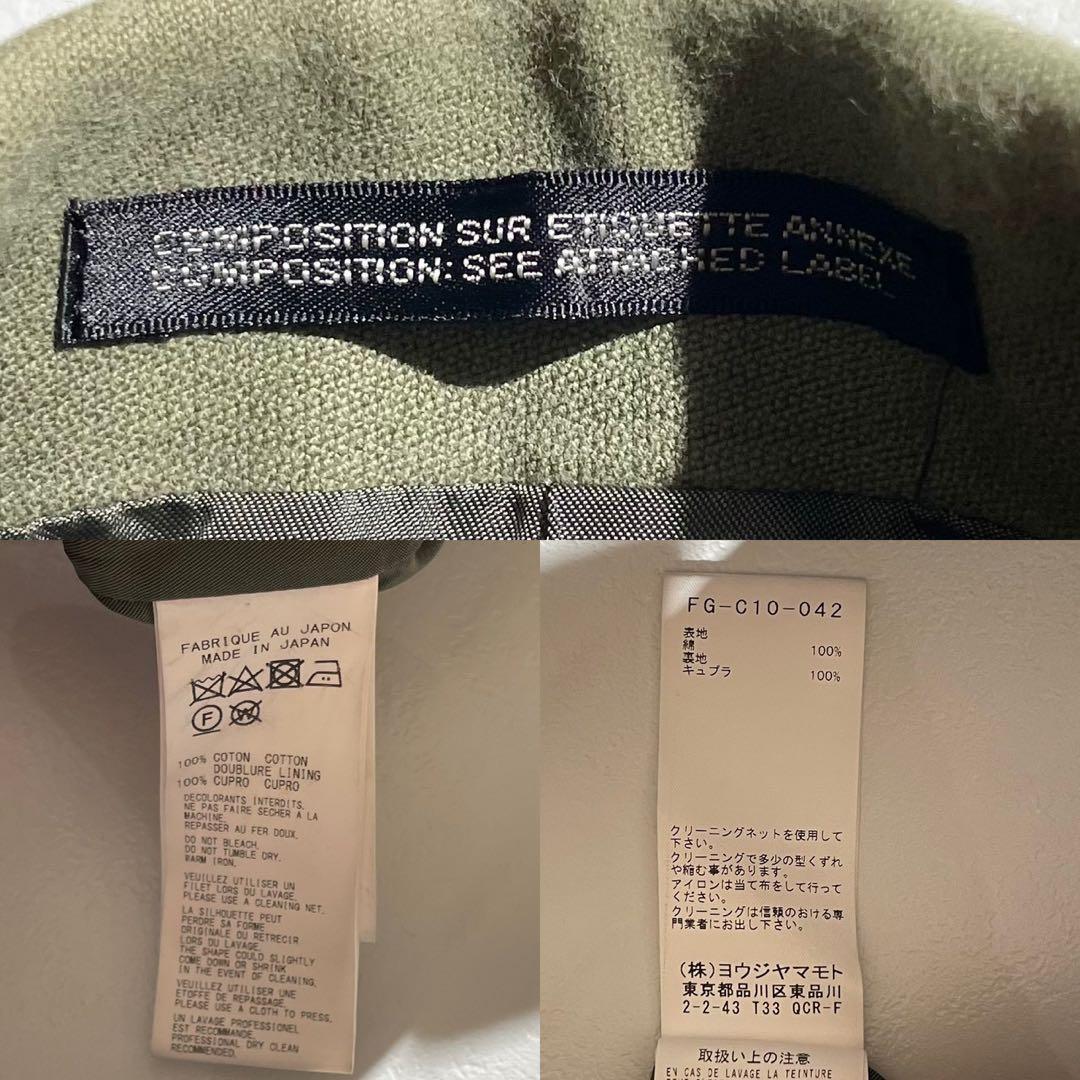 COMPOSITION SUR ETIQUETTE ANNEXE
COMPOSITION: SEE ATTACHED LABEL
FABRIQUE AU JAPON
MADE IN JAPAN
F W
100% COTON COTTON
DOUBLURE LINING
100% CUPRO CUPRO
DECOLORANTS INTERDITS.
NE PAS FAIRE SECHER A LA
MACHINE.
REPASSER AU FER DOUX.
DO NOT BLEACH.
DO NOT TUMBLE DRY.
WARM IRON.
VEUILLEZ UTILISER UN
FILET LORS DU LAVAGE.
PLEASE USE A CLEANING NET.
LA SILHOUETTE PEUT
PERDRE SA FORME
ORIGINALE OU RETRECIR
LORS DU LAVAGE.
THE SHAPE COULD SLIGHTLY
COME DOWN OR SHRINK
IN THE EVENT OF CLEANING.
VEUILLEZ UTILISER UNE
ETOFFE DE REPASSAGE.
PLEASE USE A CLOTH TO PRESS.
UN LAVAGE PROFESSIONEL
EST RECOMMANDE.
PROFESSIONAL DRY CLEAN
RECOMMENDED.
FG-C10-042
表地
綿 100%
裏地
キュプラ 100%
クリーニングネットを使用して
下さい。
クリーニングで多少の型くずれ
や縮む事があります。
アイロンは当て布をして行って
ください。
クリーニングは信頼のおける専
門業者にお出し下さい。
(株)ヨウジヤマモト
東京都品川区東品川
2-2-43 T33 QCR-F
取扱い上の注意
EN CAS DE LAVAGE LA TEINTURE